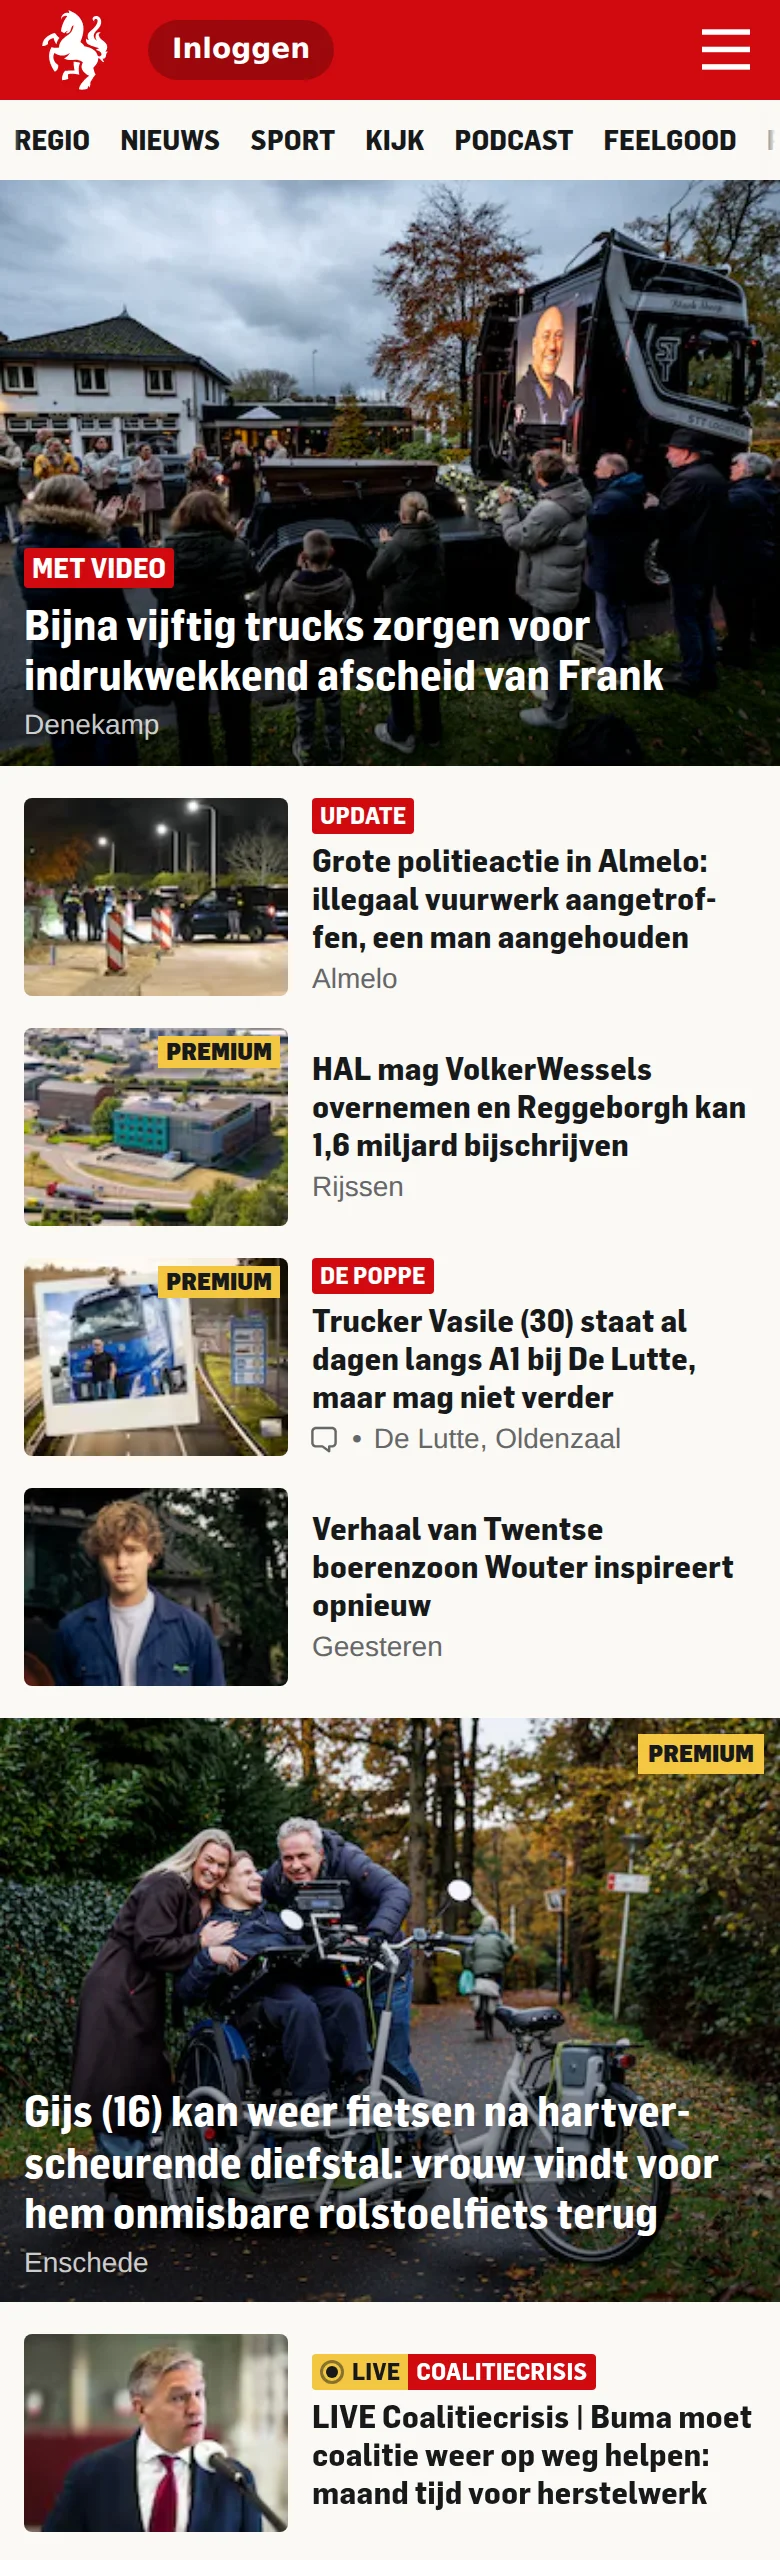 Inloggen
REGIO NIEUWS SPORT KIJK PODCAST FEELGOOD
Black Sheep
STT LOGISTICS
MET VIDEO
Bijna vijftig trucks zorgen voor
indrukwekkend afscheid van Frank
Denekamp
UPDATE
Grote politieactie in Almelo:
illegaal vuurwerk aangetrof-
fen, een man aangehouden
Almelo
PREMIUM
HAL mag VolkerWessels
overnemen en Reggeborgh kan
1,6 miljard bijschrijven
Rijssen
PREMIUM
DE POPPE
Trucker Vasile (30) staat al
dagen langs A1 bij De Lutte,
maar mag niet verder
• De Lutte, Oldenzaal
Verhaal van Twentse
boerenzoon Wouter inspireert
opnieuw
Geesteren
PREMIUM
Gijs (16) kan weer fietsen na hartver-
scheurende diefstal: vrouw vindt voor
hem onmisbare rolstoelfiets terug
Enschede
LIVE COALITIECRISIS
LIVE Coalitiecrisis | Buma moet
coalitie weer op weg helpen:
maand tijd voor herstelwerk